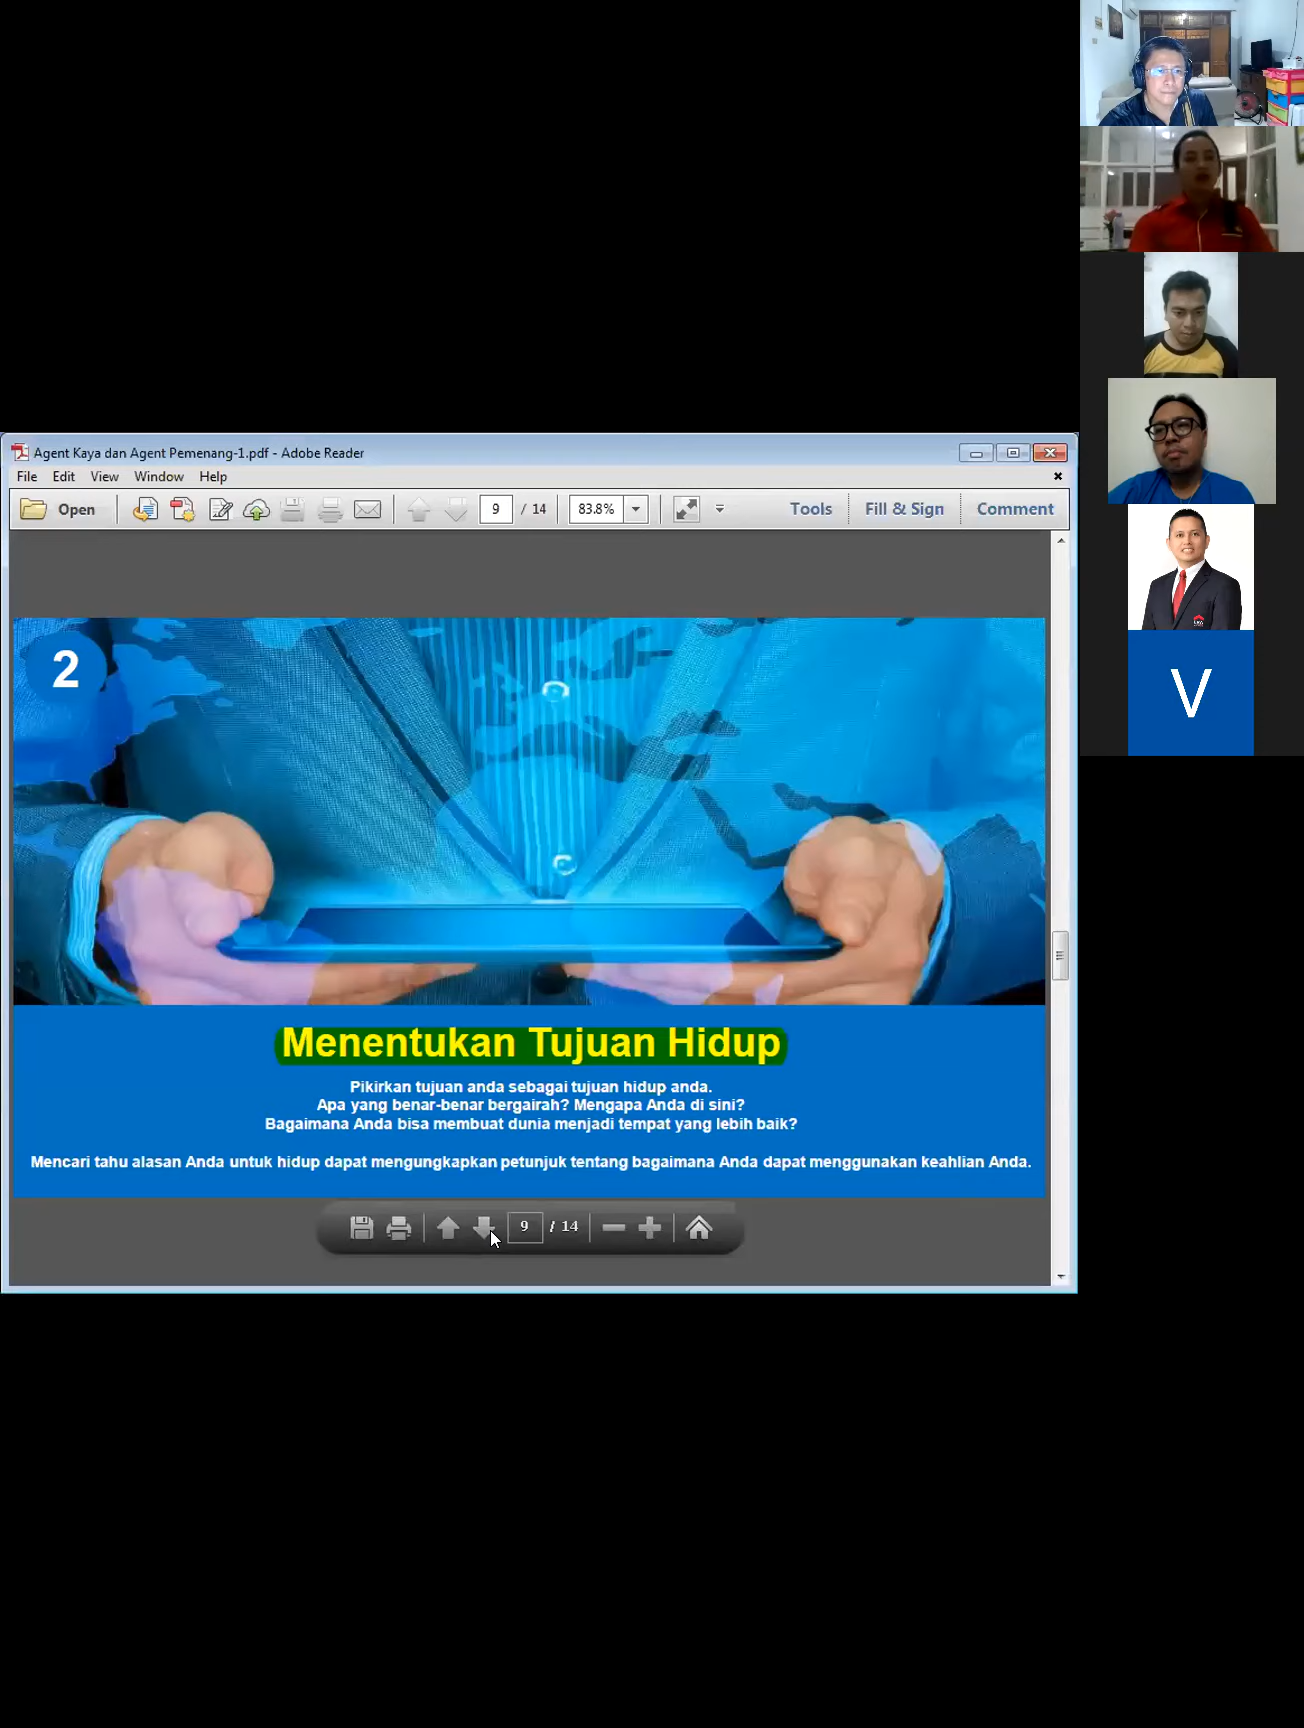 Agent Kaya dan Agent Pemenang-1.pdf - Adobe Reader
File Edit View Window Help
Open 9 / 14 83.8% Tools Fill & Sign Comment
2
Menentukan Tujuan Hidup
Pikirkan tujuan anda sebagai tujuan hidup anda.
Apa yang benar-benar bergairah? Mengapa Anda di sini?
Bagaimana Anda bisa membuat dunia menjadi tempat yang lebih baik?
Mencari tahu alasan Anda untuk hidup dapat mengungkapkan petunjuk tentang bagaimana Anda dapat menggunakan keahlian Anda.
9 / 14
V